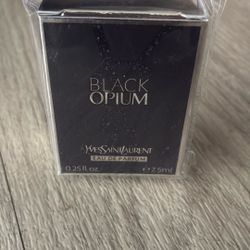 BLACK
OPIUM
YVESSAINTLAURENT
EAU DE PARFUM
0.25 fl.oz. ℮7.5ml